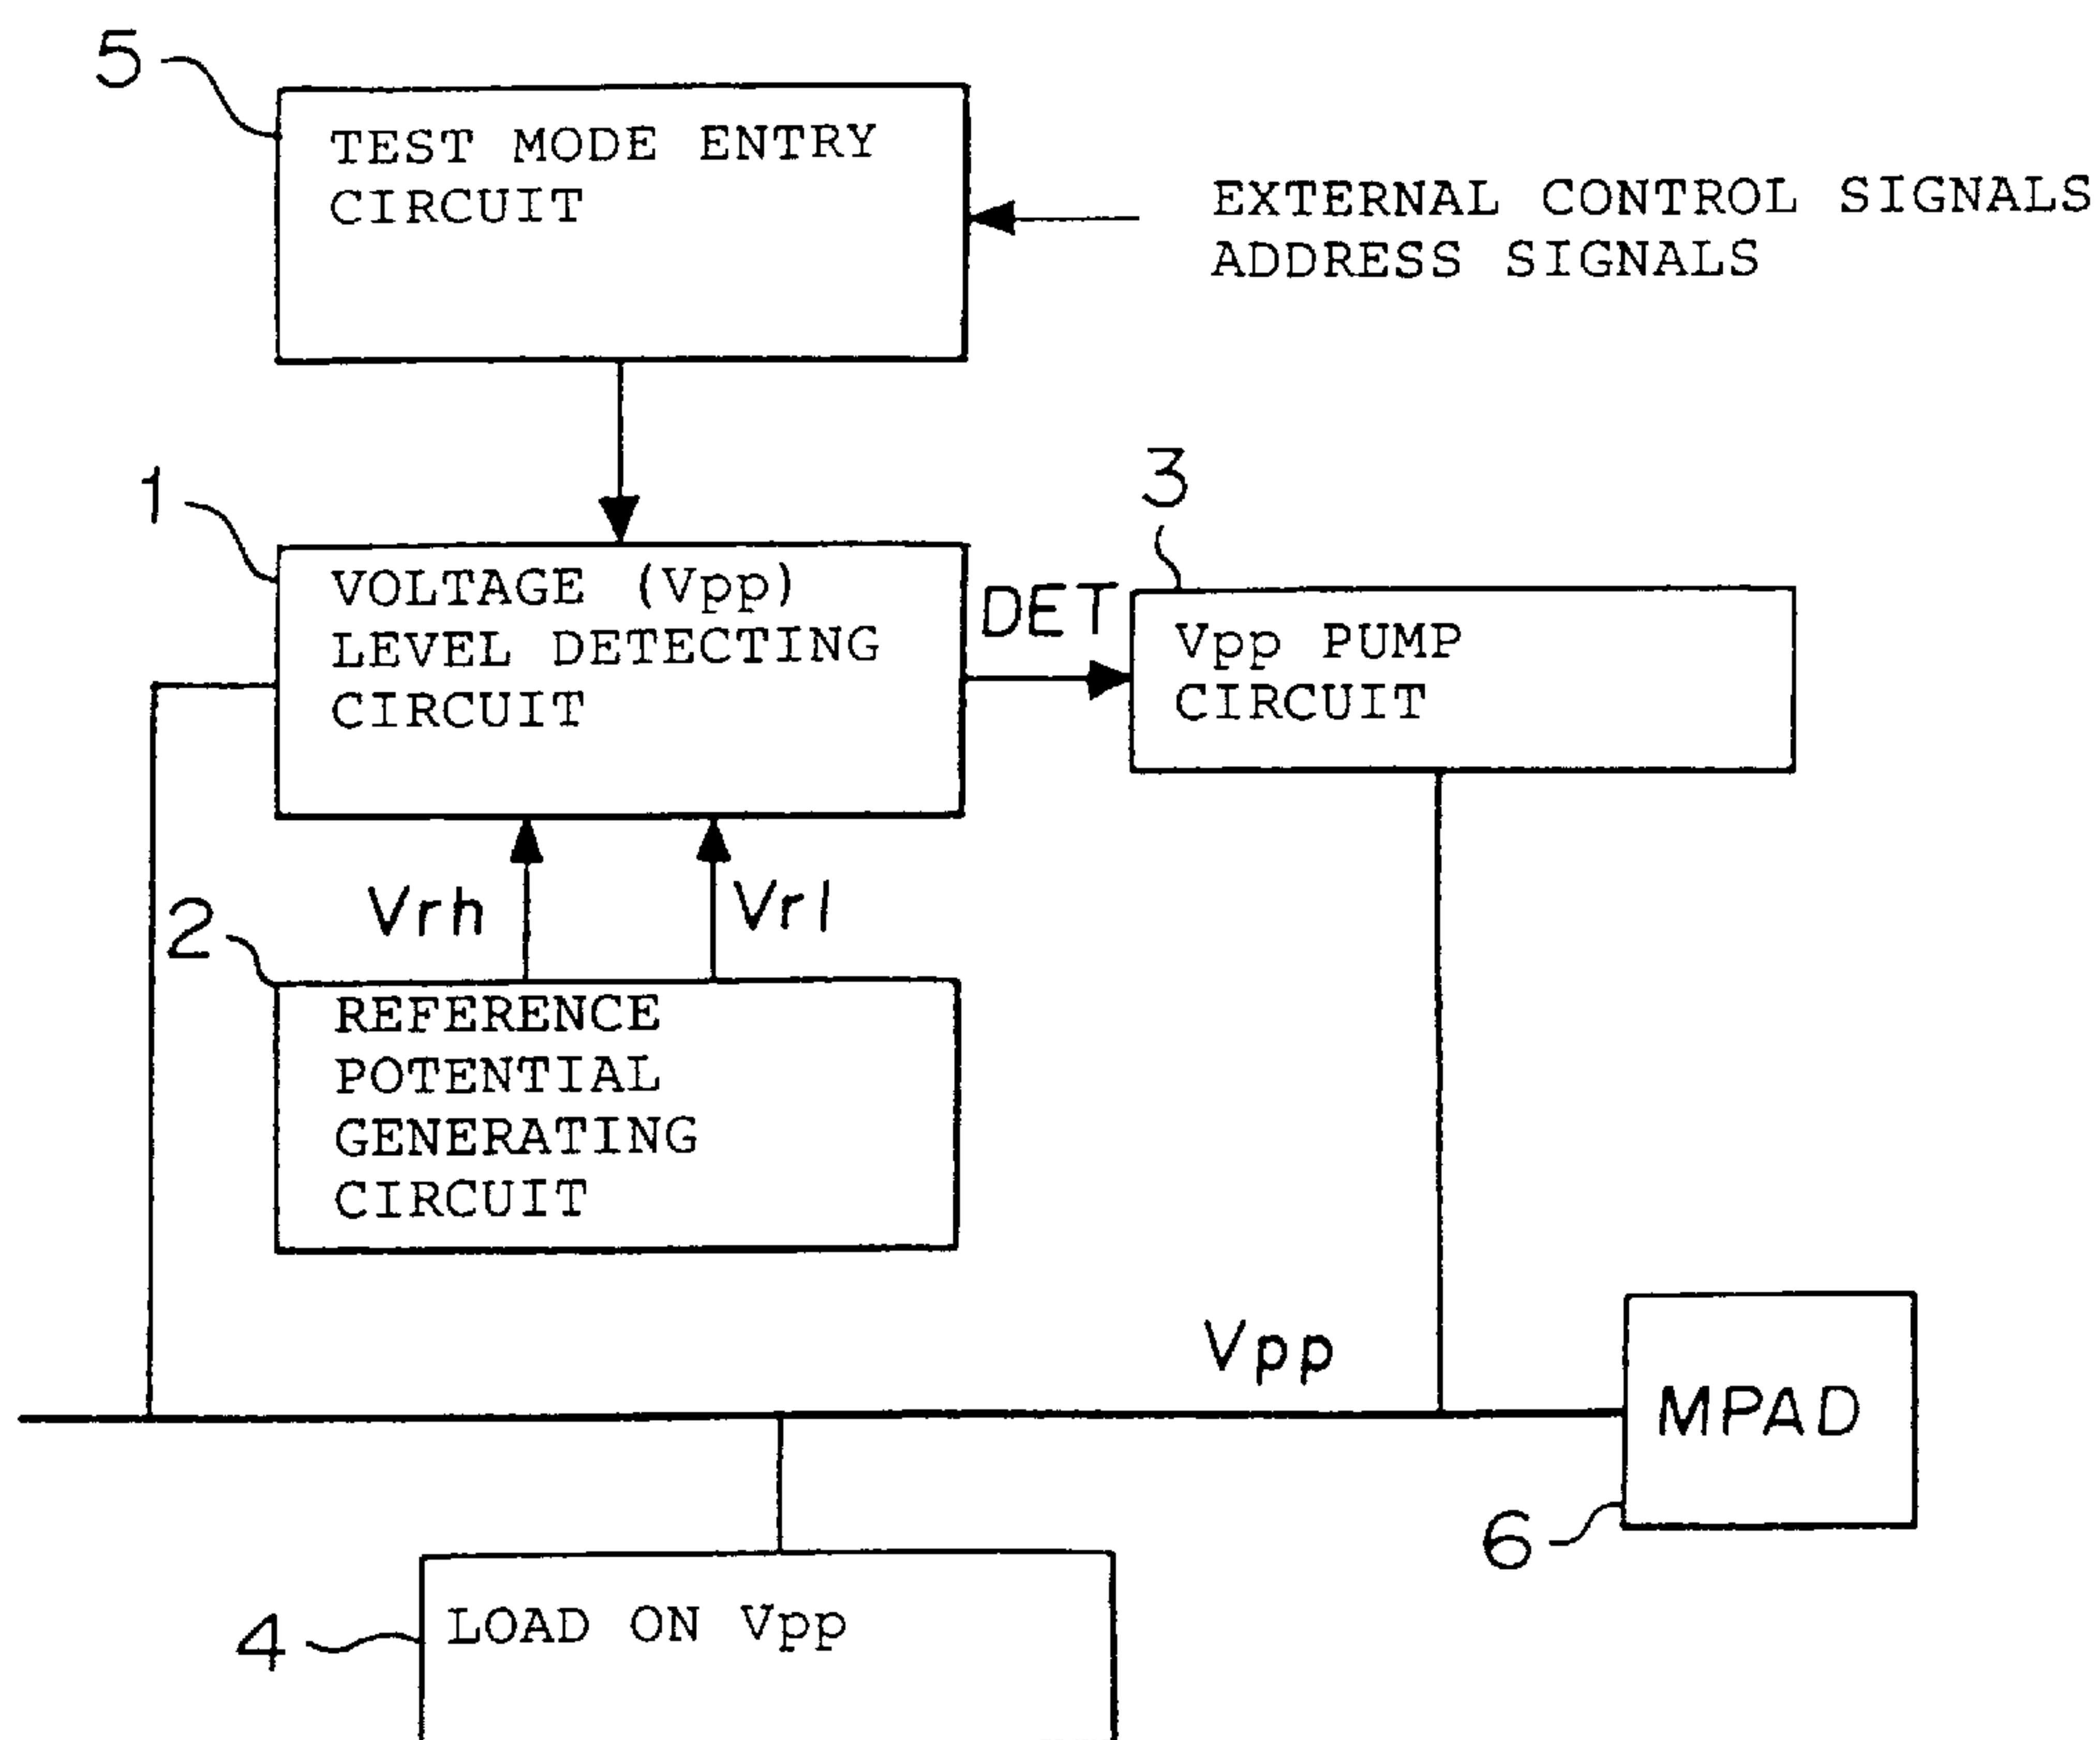 5
TEST MODE ENTRY
CIRCUIT
EXTERNAL CONTROL SIGNALS
ADDRESS SIGNALS
1
VOLTAGE (Vpp)
LEVEL DETECTING
CIRCUIT
DET
3
Vpp PUMP
CIRCUIT
Vrh
Vrl
2
REFERENCE
POTENTIAL
GENERATING
CIRCUIT
Vpp
MPAD
6
4
LOAD ON Vpp